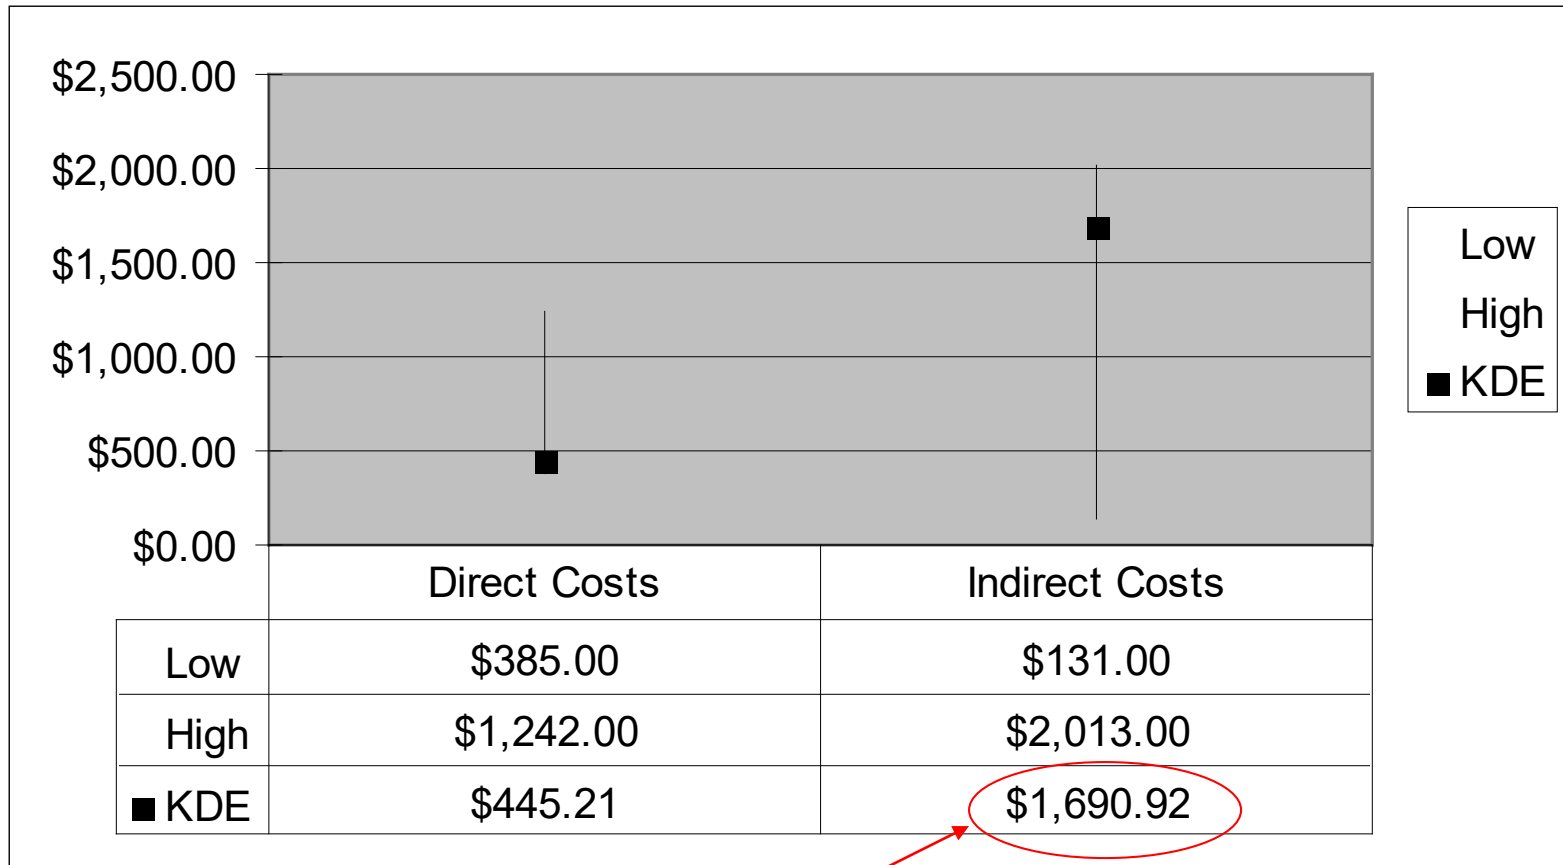 $2,500.00
$2,000.00
$1,500.00
$1,000.00
$500.00
$0.00
Low
High
KDE
Direct Costs Indirect Costs
Low $385.00 $131.00
High $1,242.00 $2,013.00
KDE $445.21 $1,690.92